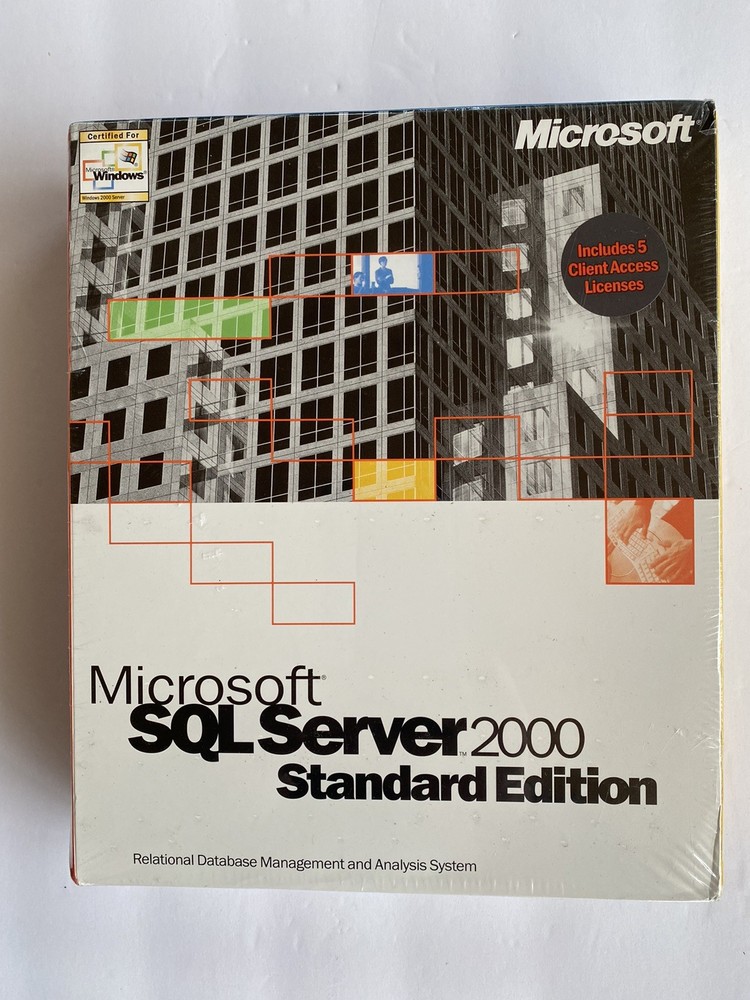 Certified For
Microsoft
Windows
Windows 2000 Server
Microsoft
Includes 5
Client Access
Licenses
Microsoft®
SQL Server™ 2000
Standard Edition
Relational Database Management and Analysis System